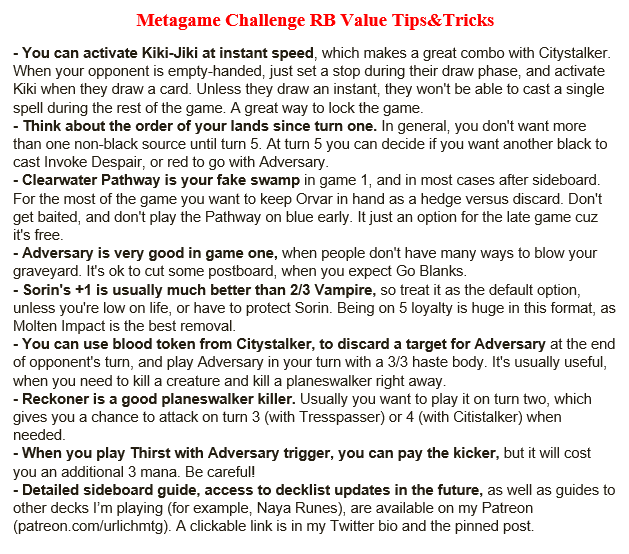 Metagame Challenge RB Value Tips&Tricks
- You can activate Kiki-Jiki at instant speed, which makes a great combo with Citystalker.
When your opponent is empty-handed, just set a stop during their draw phase, and activate
Kiki when they draw a card. Unless they draw an instant, they won't be able to cast a single
spell during the rest of the game. A great way to lock the game.
- Think about the order of your lands since turn one. In general, you don't want more
than one non-black source until turn 5. At turn 5 you can decide if you want another black to
cast Invoke Despair, or red to go with Adversary.
- Clearwater Pathway is your fake swamp in game 1, and in most cases after sideboard.
For the most of the game you want to keep Orvar in hand as a hedge versus discard. Don't
get baited, and don't play the Pathway on blue early. It just an option for the late game cuz
it's free.
- Adversary is very good in game one, when people don't have many ways to blow your
graveyard. It's ok to cut some postboard, when you expect Go Blanks.
- Sorin's +1 is usually much better than 2/3 Vampire, so treat it as the default option,
unless you're low on life, or have to protect Sorin. Being on 5 loyalty is huge in this format, as
Molten Impact is the best removal.
- You can use blood token from Citystalker, to discard a target for Adversary at the end
of opponent's turn, and play Adversary in your turn with a 3/3 haste body. It's usually useful,
when you need to kill a creature and kill a planeswalker right away.
- Reckoner is a good planeswalker killer. Usually you want to play it on turn two, which
gives you a chance to attack on turn 3 (with Tresspasser) or 4 (with Citistalker) when
needed.
- When you play Thirst with Adversary trigger, you can pay the kicker, but it will cost
you an additional 3 mana. Be careful!
- Detailed sideboard guide, access to decklist updates in the future, as well as guides to
other decks I'm playing (for example, Naya Runes), are available on my Patreon
(patreon.com/urlichmtg). A clickable link is in my Twitter bio and the pinned post.